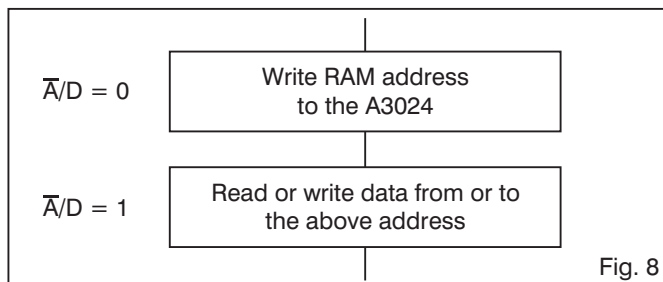 A̅/D = 0
Write RAM address
to the A3024
A̅/D = 1
Read or write data from or to
the above address
Fig. 8